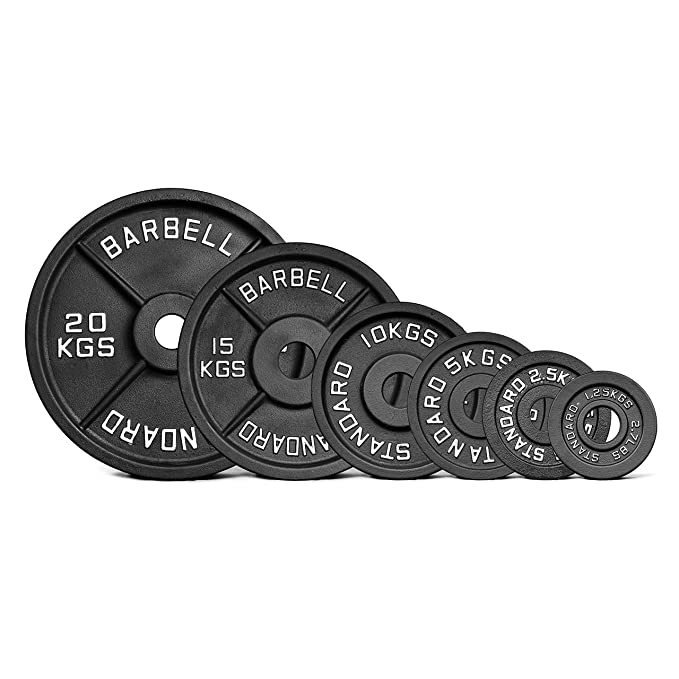 BARBELL
20
KGS
NDARD
BARBELL
15
KGS
ANDARD
10KGS
STANDARD
5KGS
STANDARD
2.5K
STANDARD
1.25KGS
2.7LBS
STANDARD